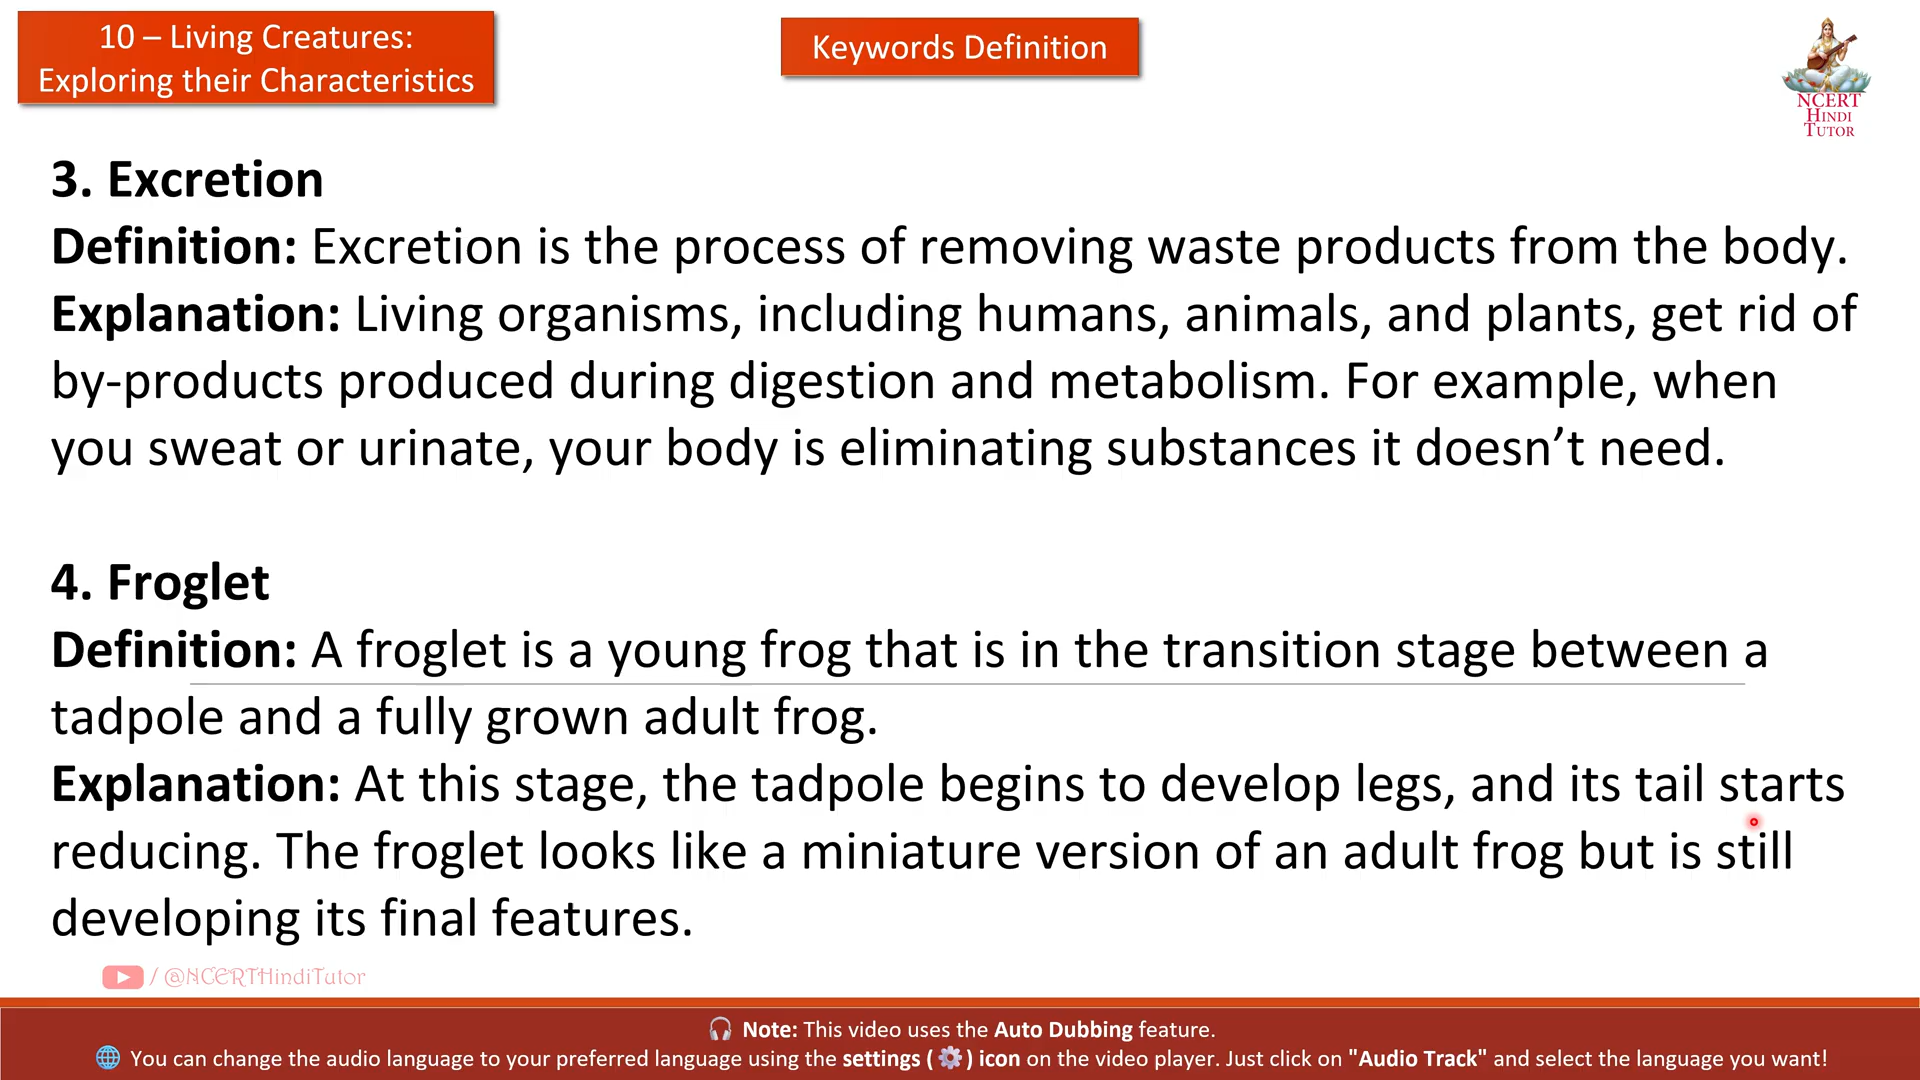 10 – Living Creatures:
Exploring their Characteristics
Keywords Definition
NCERT
HINDI
TUTOR
3. Excretion
Definition: Excretion is the process of removing waste products from the body.
Explanation: Living organisms, including humans, animals, and plants, get rid of
by-products produced during digestion and metabolism. For example, when
you sweat or urinate, your body is eliminating substances it doesn’t need.
4. Froglet
Definition: A froglet is a young frog that is in the transition stage between a
tadpole and a fully grown adult frog.
Explanation: At this stage, the tadpole begins to develop legs, and its tail starts
reducing. The froglet looks like a miniature version of an adult frog but is still
developing its final features.
/ @NCERTHindiTutor
Note: This video uses the Auto Dubbing feature.
You can change the audio language to your preferred language using the settings ( ⚙️ ) icon on the video player. Just click on "Audio Track" and select the language you want!